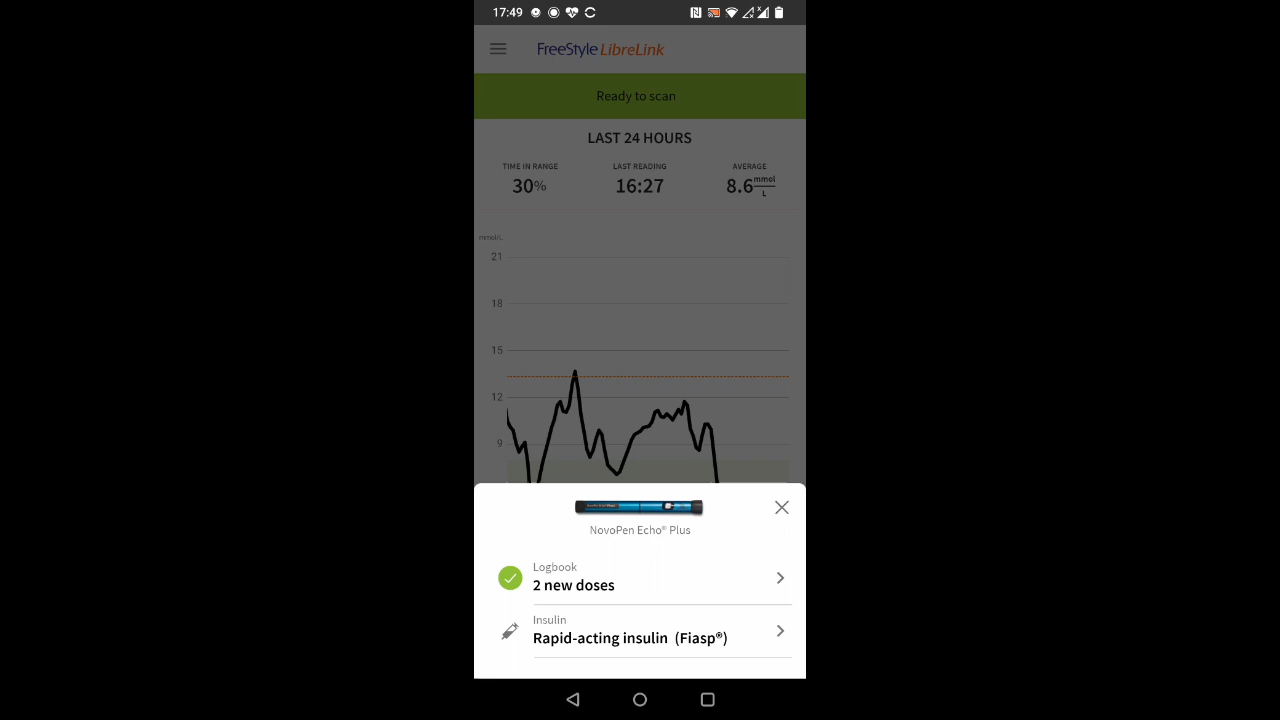 17:49
FreeStyle LibreLink
Ready to scan
LAST 24 HOURS
TIME IN RANGE LAST READING AVERAGE
30% 16:27 8.6 mmol/L
mmol/L
21
18
15
12
9
NovoPen Echo® Plus
Logbook
2 new doses
Insulin
Rapid-acting insulin (Fiasp®)